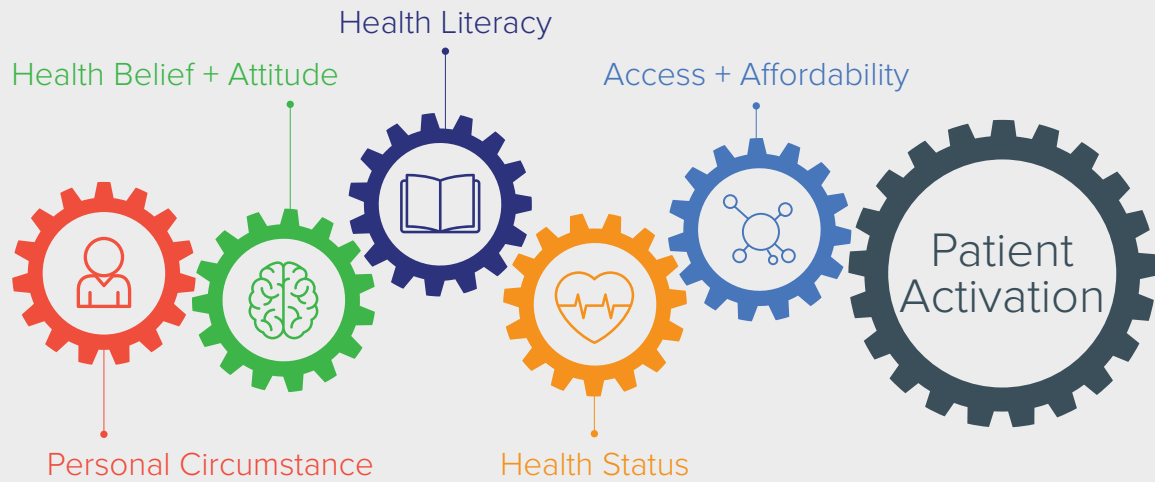 Health Literacy
Health Belief + Attitude
Access + Affordability
Patient
Activation
Personal Circumstance
Health Status